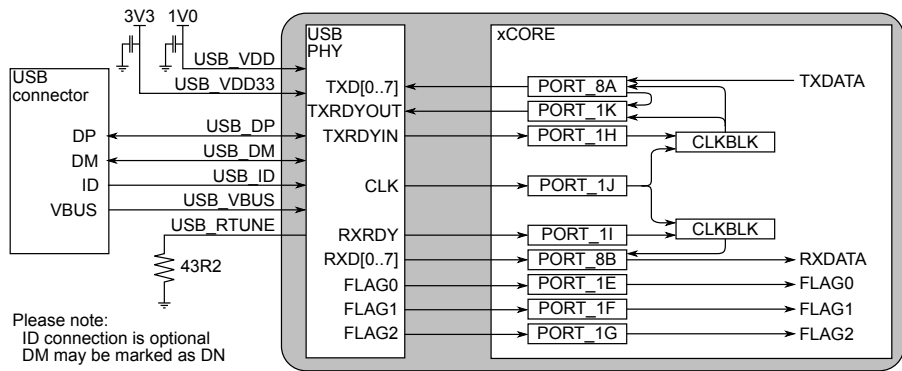 3V3 1V0
USB
PHY
xCORE
USB_VDD
USB
connector
USB_VDD33
TXD[0..7]
PORT_8A
TXDATA
TXRDYOUT
PORT_1K
DP
USB_DP
TXRDYIN
PORT_1H
CLKBLK
DM
USB_DM
ID
USB_ID
CLK
PORT_1J
VBUS
USB_VBUS
USB_RTUNE
RXRDY
PORT_1I
CLKBLK
43R2
RXD[0..7]
PORT_8B
RXDATA
FLAG0
PORT_1E
FLAG0
FLAG1
PORT_1F
FLAG1
FLAG2
PORT_1G
FLAG2
Please note:
ID connection is optional
DM may be marked as DN